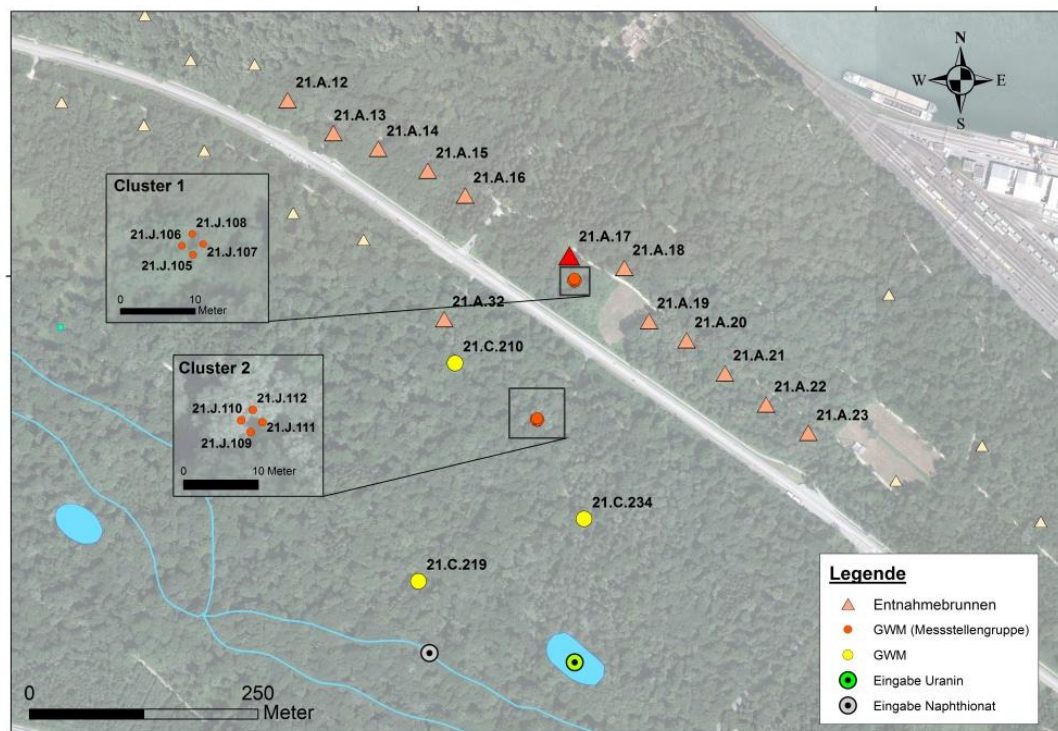 N
W E
S
21.A.12
21.A.13
21.A.14
21.A.15
21.A.16
21.A.17
21.A.18
21.A.19
21.A.20
21.A.21
21.A.22
21.A.23
21.A.32
21.C.210
Cluster 1
21.J.108
21.J.106
21.J.107
21.J.105
0 10
Meter
Cluster 2
21.J.112
21.J.110
21.J.111
21.J.109
0 10 Meter
21.C.234
21.C.219
0 250
Meter
Legende
Entnahmebrunnen
GWM (Messstellengruppe)
GWM
Eingabe Uranin
Eingabe Naphthionat